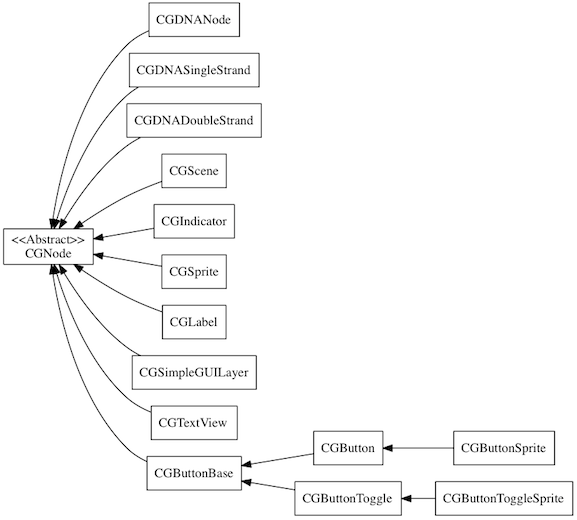 CGDNANode
CGDNASingleStrand
CGDNADoubleStrand
CGScene
CGIndicator
<<Abstract>>
CGNode
CGSprite
CGLabel
CGSimpleGUILayer
CGTextView
CGButtonBase
CGButton
CGButtonSprite
CGButtonToggle
CGButtonToggleSprite